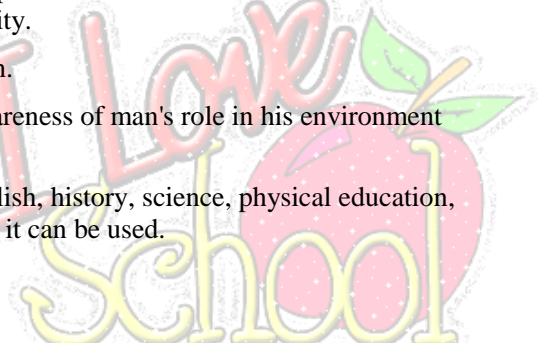 ity.
n.
areness of man's role in his environment
lish, history, science, physical education,
it can be used.
I Love
School